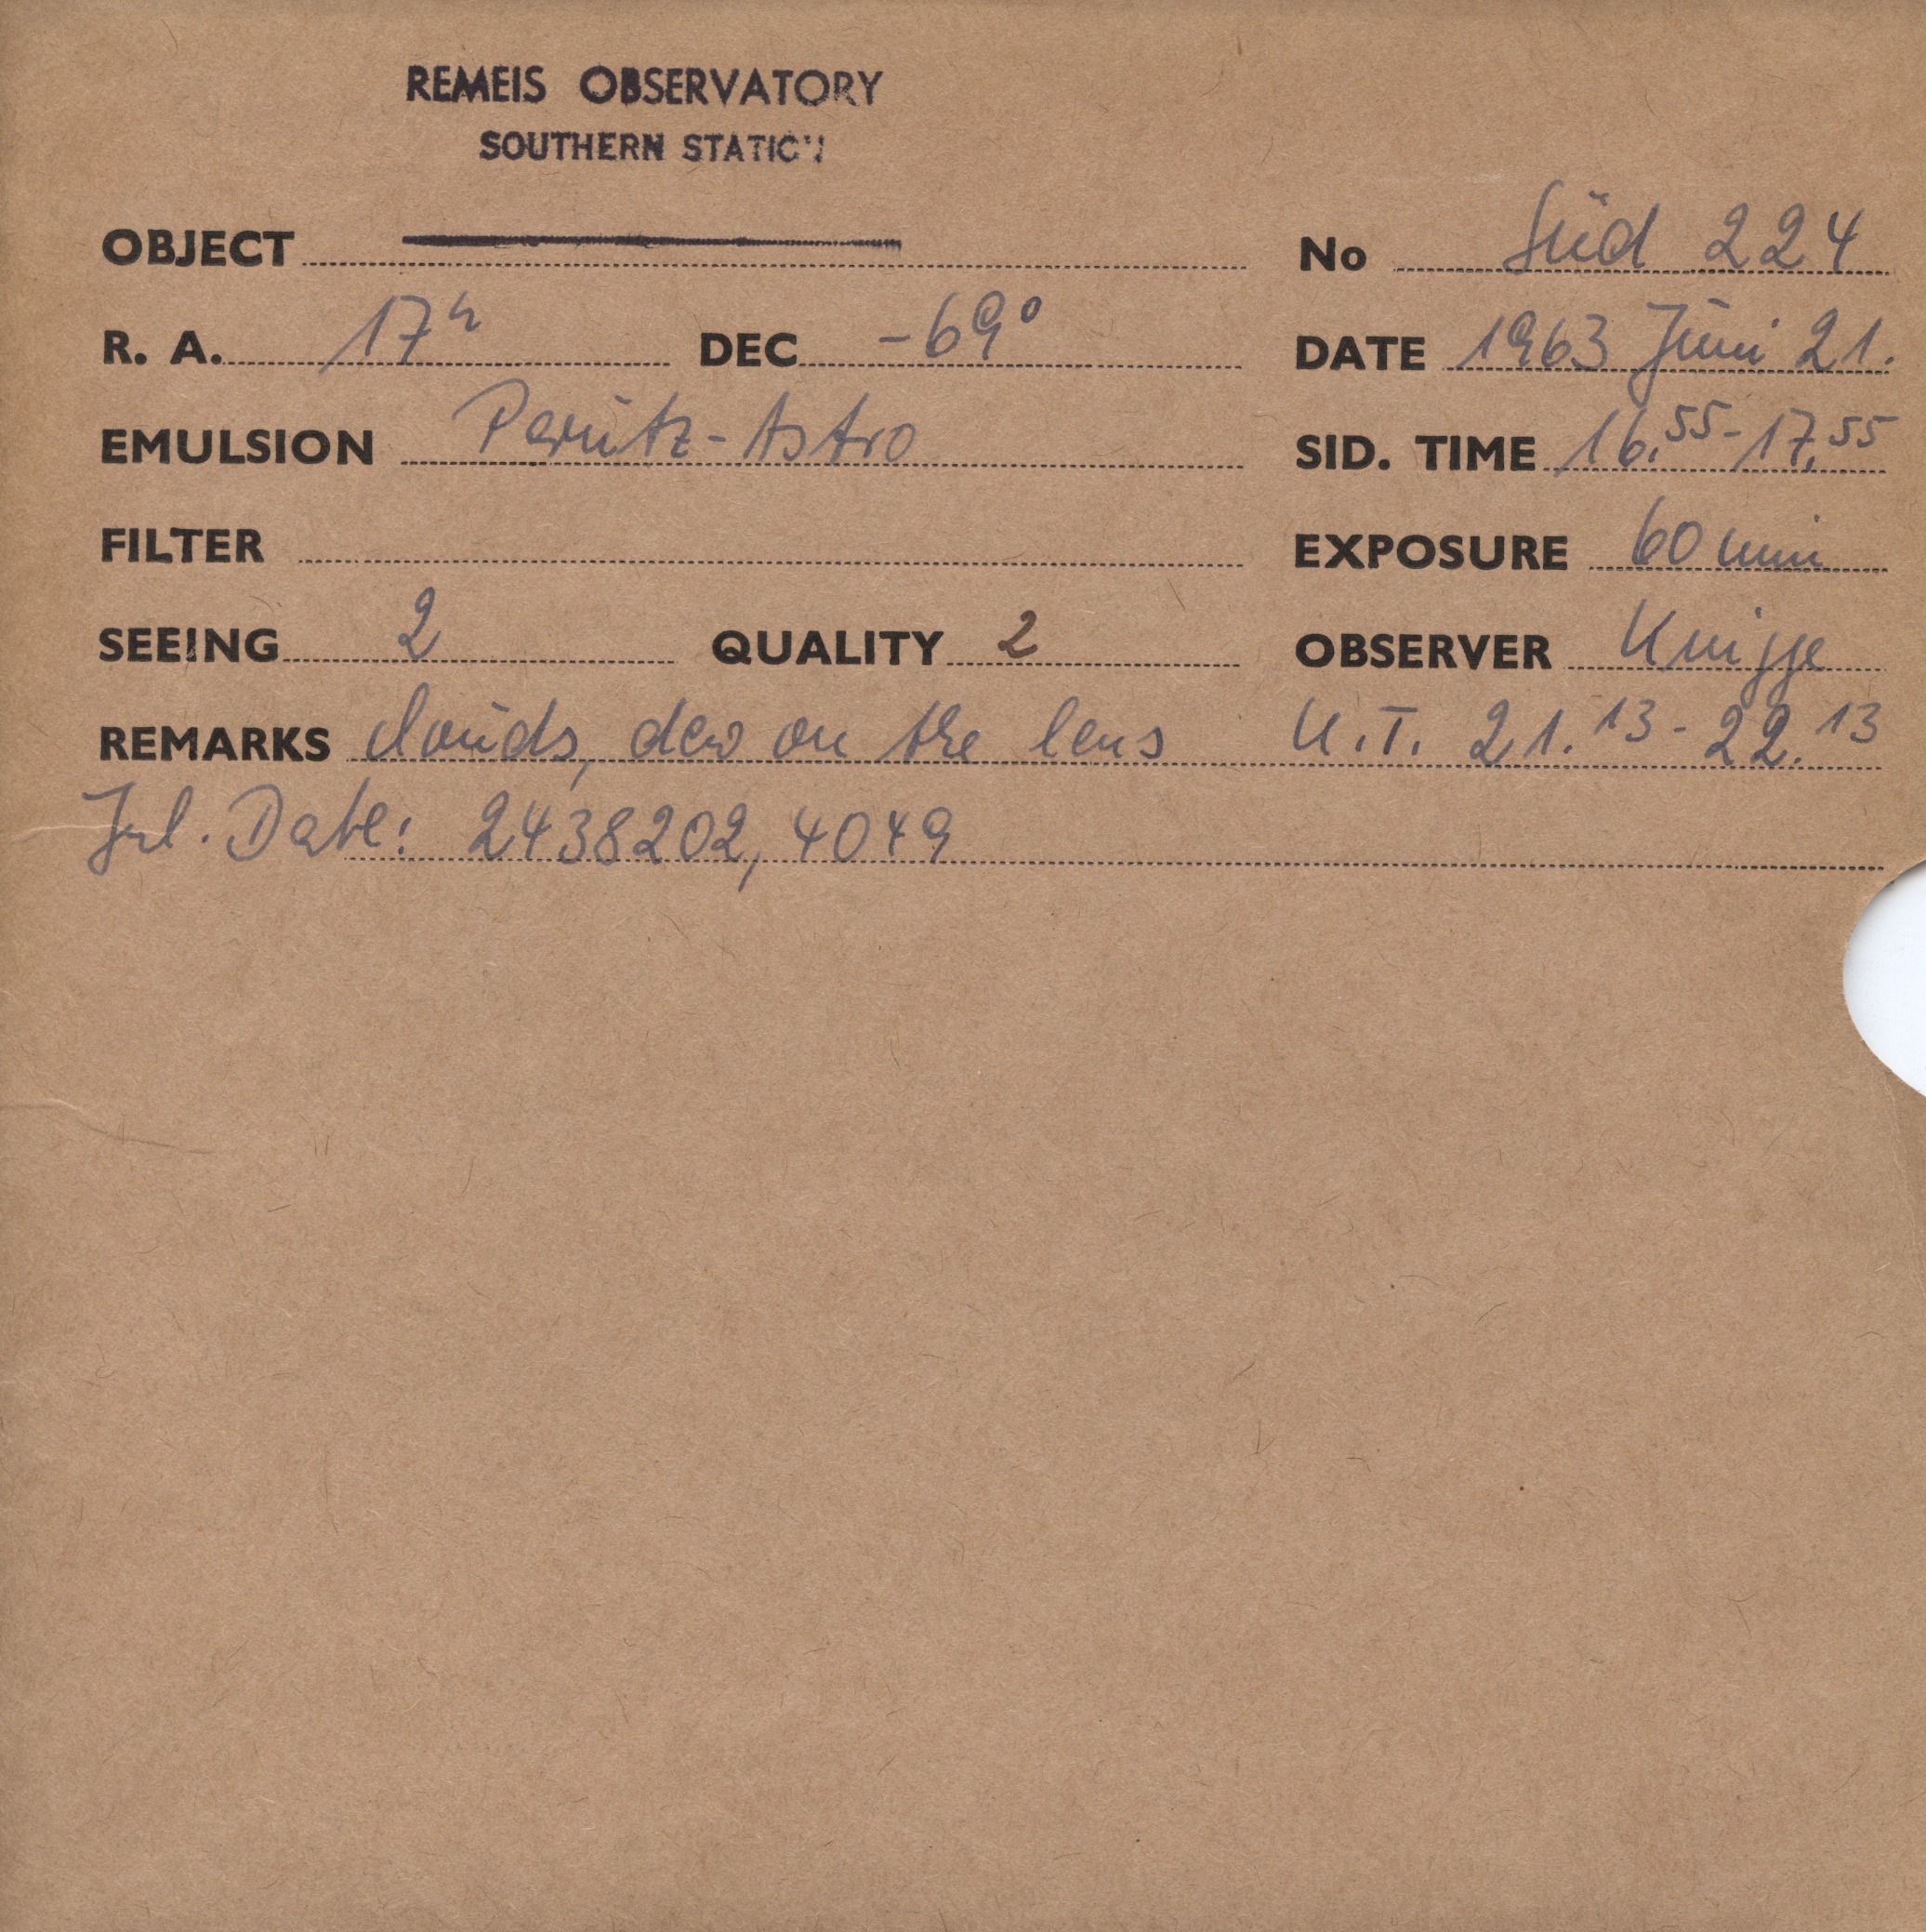 REMEIS OBSERVATORY
SOUTHERN STATION
OBJECT No Süd 224
R. A. 17h DEC -69° DATE 1963 Juni 21.
EMULSION Perutz-Astro SID. TIME 16.55-17.55
FILTER EXPOSURE 60 min
SEEING 2 QUALITY 2 OBSERVER Knigge
REMARKS clouds, dew on the lens U.T. 21.13-22.13
Jul. Date: 2438202,4049